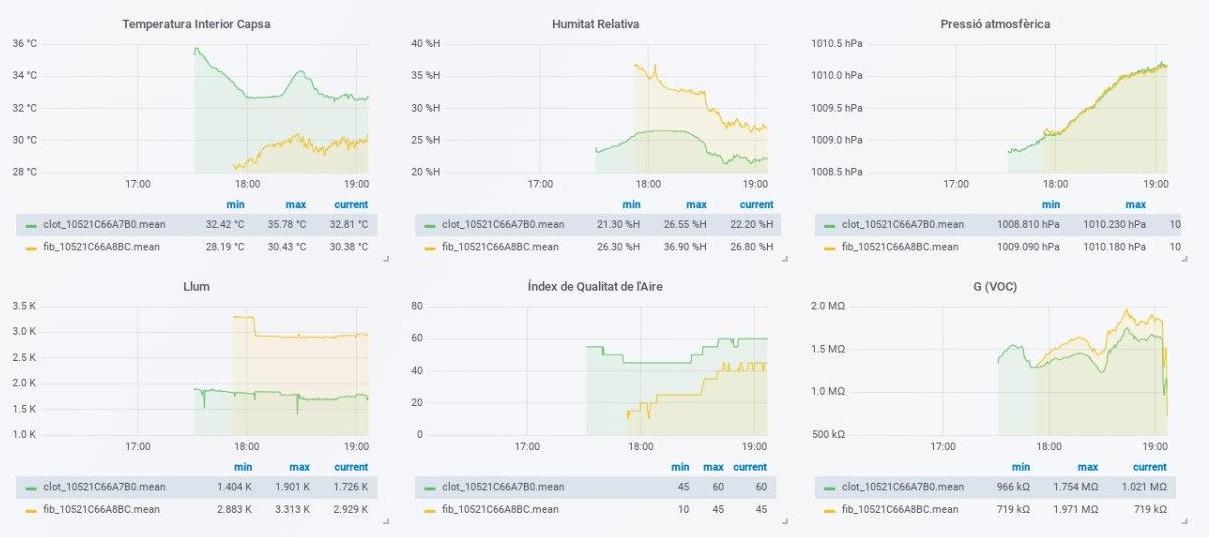 Temperatura Interior Capsa
36 °C
34 °C
32 °C
30 °C
28 °C
17:00 18:00 19:00
min max current
clot_10521C66A7B0.mean 32.42 °C 35.78 °C 32.81 °C
fib_10521C66A8BC.mean 28.19 °C 30.43 °C 30.38 °C
Humitat Relativa
40 %H
35 %H
30 %H
25 %H
20 %H
17:00 18:00 19:00
min max current
clot_10521C66A7B0.mean 21.30 %H 26.55 %H 22.20 %H
fib_10521C66A8BC.mean 26.30 %H 36.90 %H 26.80 %H
Pressió atmosfèrica
1010.5 hPa
1010.0 hPa
1009.5 hPa
1009.0 hPa
1008.5 hPa
17:00 18:00 19:00
min max
clot_10521C66A7B0.mean 1008.810 hPa 1010.230 hPa 10
fib_10521C66A8BC.mean 1009.090 hPa 1010.180 hPa 10
Llum
3.5 K
3.0 K
2.5 K
2.0 K
1.5 K
1.0 K
17:00 18:00 19:00
min max current
clot_10521C66A7B0.mean 1.404 K 1.901 K 1.726 K
fib_10521C66A8BC.mean 2.883 K 3.313 K 2.929 K
Índex de Qualitat de l'Aire
80
60
40
20
0
17:00 18:00 19:00
min max current
clot_10521C66A7B0.mean 45 60 60
fib_10521C66A8BC.mean 10 45 45
G (VOC)
2.0 MΩ
1.5 MΩ
1.0 MΩ
500 kΩ
17:00 18:00 19:00
min max current
clot_10521C66A7B0.mean 966 kΩ 1.754 MΩ 1.021 MΩ
fib_10521C66A8BC.mean 719 kΩ 1.971 MΩ 719 kΩ